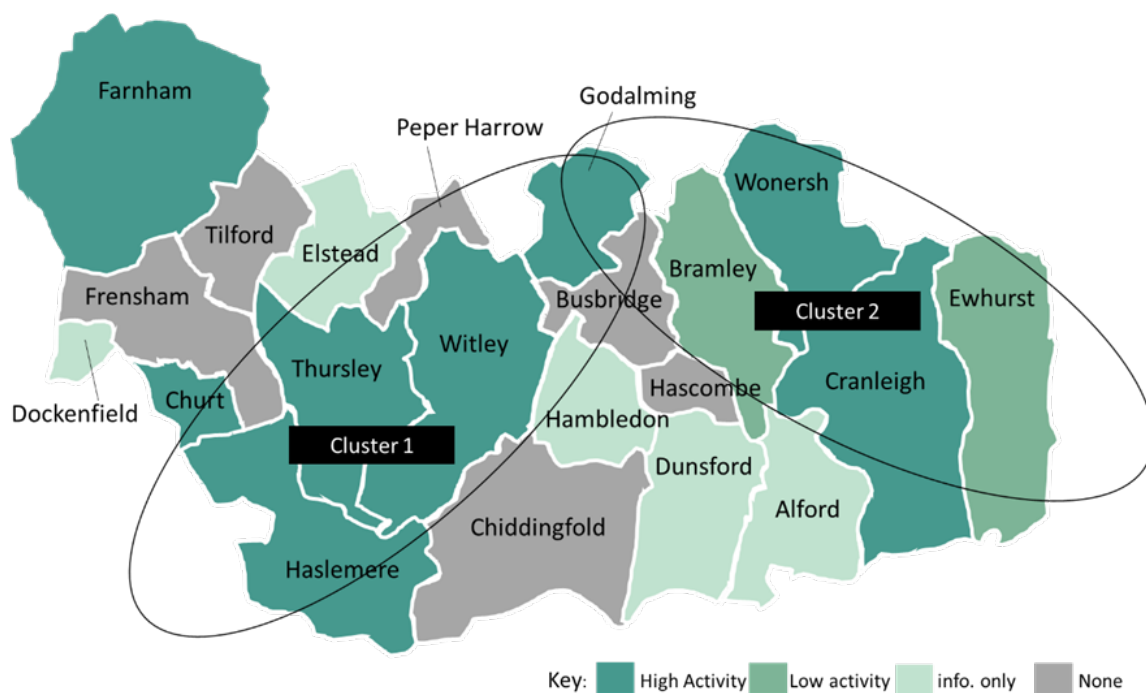 Farnham
Godalming
Peper Harrow
Wonersh
Tilford
Elstead
Bramley
Frensham
Busbridge
Ewhurst
Cluster 2
Witley
Thursley
Cranleigh
Hascombe
Churt
Dockenfield
Hambledon
Cluster 1
Dunsford
Alford
Chiddingfold
Haslemere
Key: High Activity Low activity info. only None